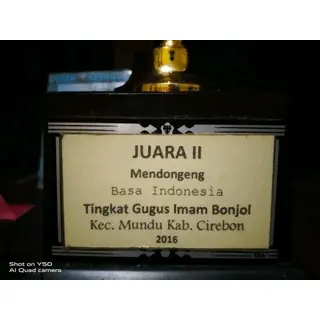 JUARA II
Mendongeng
Basa Indonesia
Tingkat Gugus Imam Bonjol
Kec. Mundu Kab. Cirebon
2016
Shot on Y50
AI Quad camera